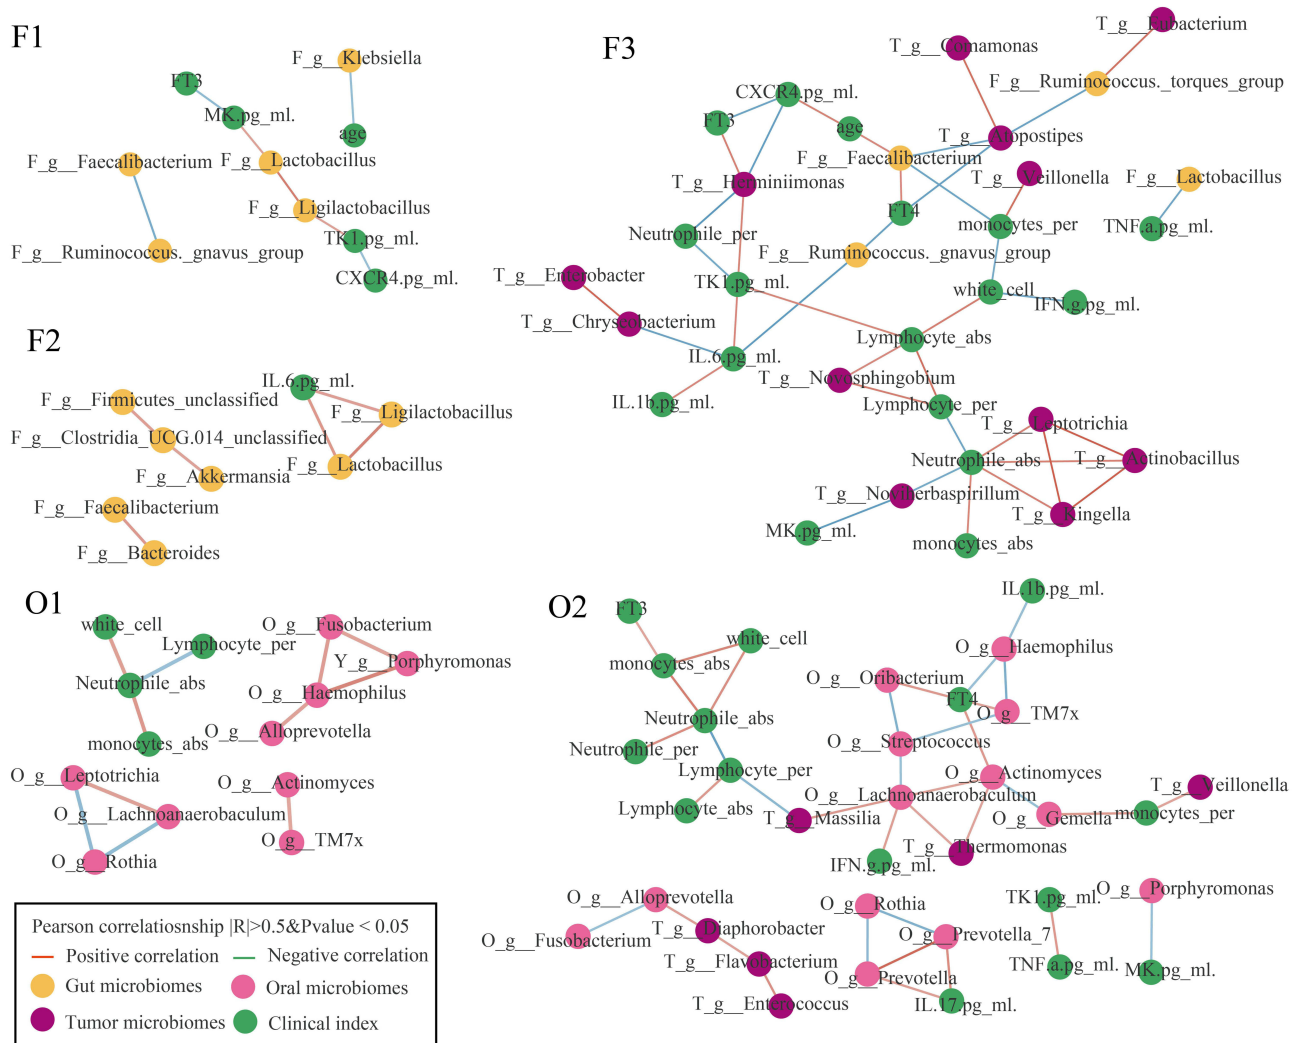 F1
F_g__Klebsiella
FT3
MK.pg_ml.
age
F_g__Faecalibacterium
F_g__Lactobacillus
F_g__Ligilactobacillus
TK1.pg_ml.
F_g__Ruminococcus._gnavus_group
CXCR4.pg_ml.
F2
IL.6.pg_ml.
F_g__Firmicutes_unclassified
F_g__Ligilactobacillus
F_g__Clostridia_UCG.014_unclassified
F_g__Lactobacillus
F_g__Akkermansia
F_g__Faecalibacterium
F_g__Bacteroides
F3
T_g__Eubacterium
T_g__Comamonas
F_g__Ruminococcus._torques_group
CXCR4.pg_ml.
FT3
age
T_g__Atopostipes
F_g__Faecalibacterium
T_g__Veillonella
F_g__Lactobacillus
T_g__Herminiimonas
FT4
monocytes_per
TNF.a.pg_ml.
Neutrophile_per
F_g__Ruminococcus._gnavus_group
T_g__Enterobacter
TK1.pg_ml.
white_cell
IFN.g.pg_ml.
T_g__Chryseobacterium
Lymphocyte_abs
IL.6.pg_ml.
T_g__Novosphingobium
IL.1b.pg_ml.
Lymphocyte_per
T_g__Leptotrichia
Neutrophile_abs
T_g__Actinobacillus
T_g__Noviherbaspirillum
T_g__Kingella
MK.pg_ml.
monocytes_abs
O1
white_cell
Lymphocyte_per
O_g__Fusobacterium
Y_g__Porphyromonas
Neutrophile_abs
O_g__Haemophilus
monocytes_abs
O_g__Alloprevotella
O_g__Leptotrichia
O_g__Actinomyces
O_g__Lachnoanaerobaculum
O_g__TM7x
O_g__Rothia
O2
IL.1b.pg_ml.
FT3
white_cell
O_g__Haemophilus
monocytes_abs
O_g__Oribacterium
FT4
O_g__TM7x
Neutrophile_abs
O_g__Streptococcus
Neutrophile_per
Lymphocyte_per
O_g__Actinomyces
T_g__Veillonella
O_g__Lachnoanaerobaculum
Lymphocyte_abs
T_g__Massilia
O_g__Gemella
monocytes_per
T_g__Thermomonas
IFN.g.pg_ml.
O_g__Alloprevotella
O_g__Rothia
TK1.pg_ml.
O_g__Porphyromonas
T_g__Diaphorobacter
O_g__Fusobacterium
O_g__Prevotella_7
T_g__Flavobacterium
O_g__Prevotella
TNF.a.pg_ml.
MK.pg_ml.
T_g__Enterococcus
IL.17.pg_ml.
Pearson correlatiosnship |R|>0.5&Pvalue < 0.05
Positive correlation
Negative correlation
Gut microbiomes
Oral microbiomes
Tumor microbiomes
Clinical index